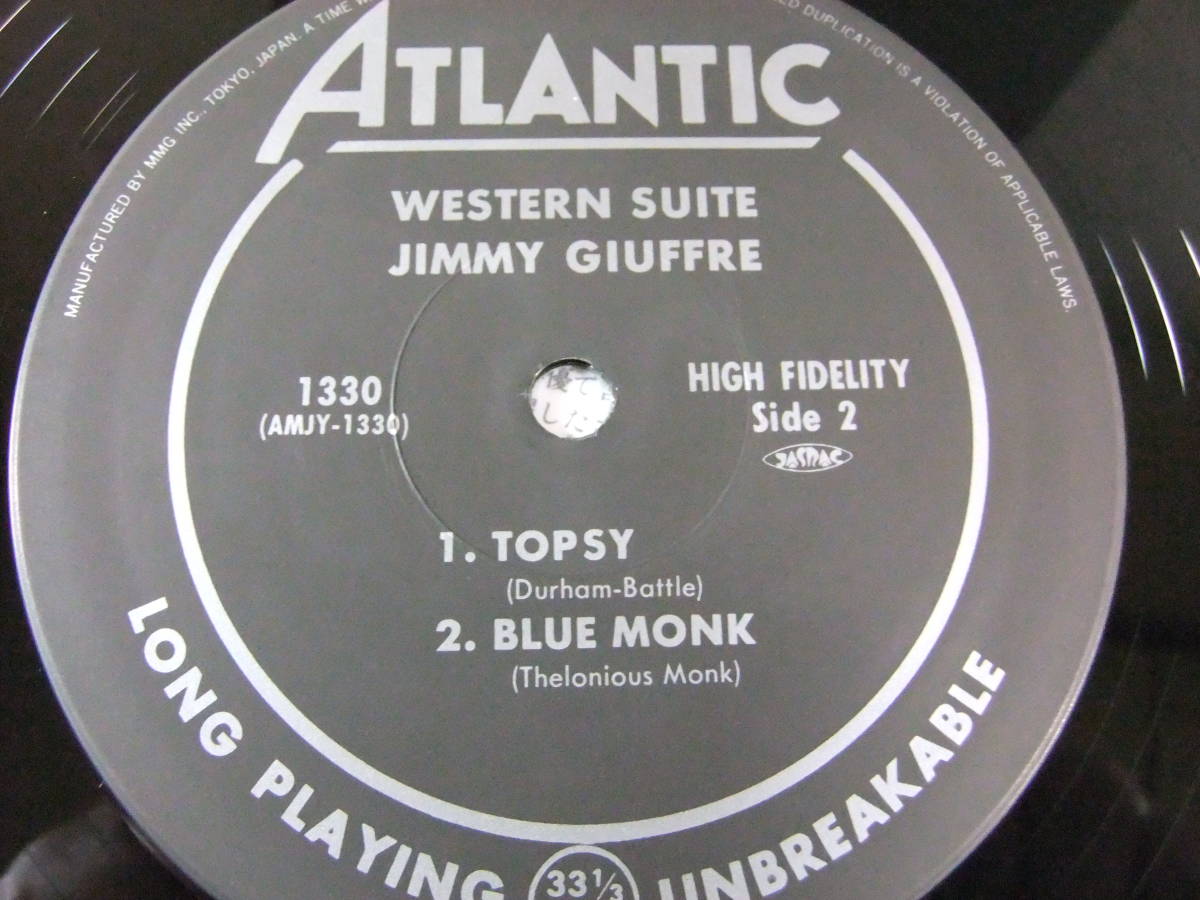 ATLANTIC
WESTERN SUITE
JIMMY GIUFFRE
1330
(AMJY-1330)
HIGH FIDELITY
Side 2
JASRAC
1. TOPSY
(Durham-Battle)
2. BLUE MONK
(Thelonious Monk)
LONG PLAYING
33 1/3
UNBREAKABLE
MANUFACTURED BY MMG INC., TOKYO, JAPAN. A TIME
DUPLICATION IS A VIOLATION OF APPLICABLE LAWS.